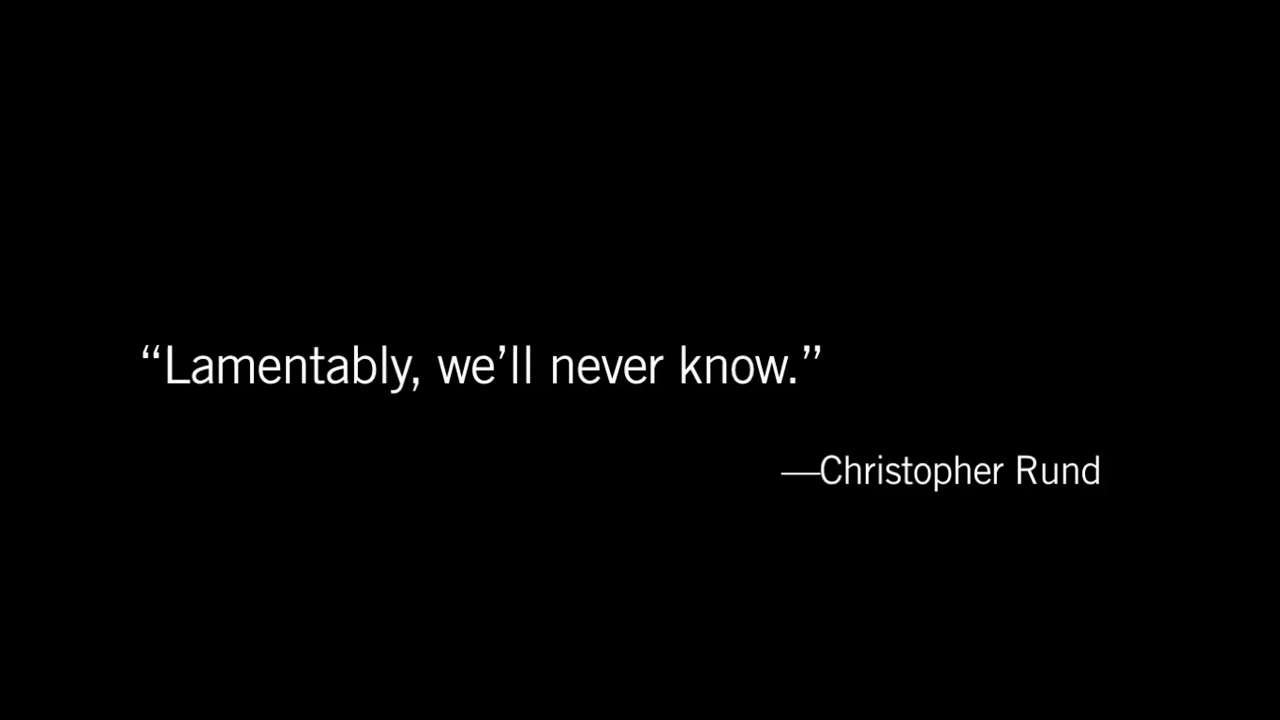 “Lamentably, we’ll never know.”
—Christopher Rund